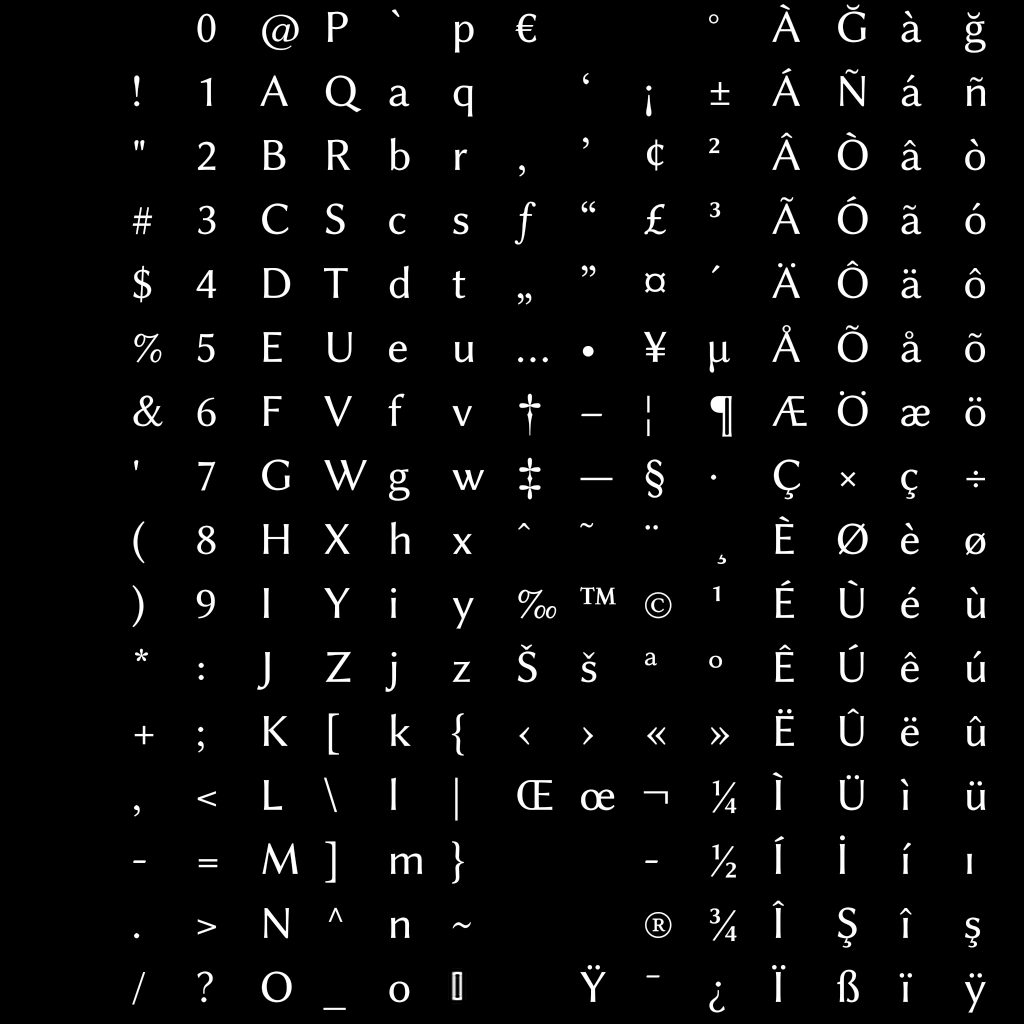 0 @ P ` p € ° À Ğ à ğ
! 1 A Q a q ‘ ¡ ± Á Ñ á ñ
" 2 B R b r ‚ ’ ¢ ² Â Ò â ò
# 3 C S c s ƒ “ £ ³ Ã Ó ã ó
$ 4 D T d t „ ” ¤ ´ Ä Ô ä ô
% 5 E U e u … • ¥ µ Å Õ å õ
& 6 F V f v † – ¦ ¶ Æ Ö æ ö
' 7 G W g w ‡ — § · Ç × ç ÷
( 8 H X h x ˆ ˜ ¨ ¸ È Ø è ø
) 9 I Y i y ‰ ™ © ¹ É Ù é ù
* : J Z j z Š š ª º Ê Ú ê ú
+ ; K [ k { ‹ › « » Ë Û ë û
, < L \ l | Œ œ ¬ ¼ Ì Ü ì ü
- = M ] m } - ½ Í İ í ı
. > N ^ n ~ ® ¾ Î Ş î ş
/ ? O _ o ▯ Ÿ ¯ ¿ Ï ß ï ÿ